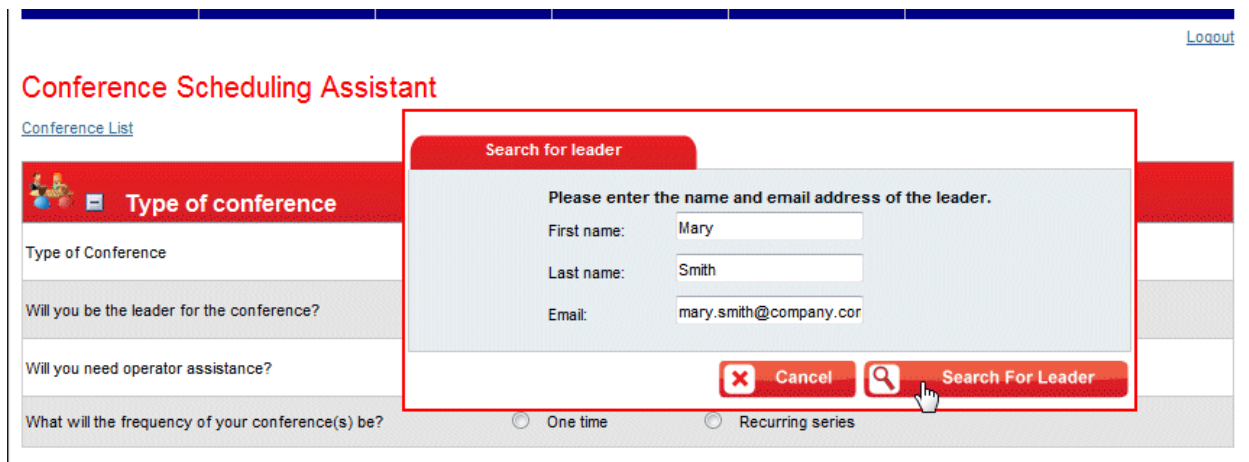 Logout
Conference Scheduling Assistant
Conference List
Type of conference
Type of Conference
Will you be the leader for the conference?
Will you need operator assistance?
What will the frequency of your conference(s) be? One time Recurring series
Search for leader
Please enter the name and email address of the leader.
First name: Mary
Last name: Smith
Email: mary.smith@company.cor
Cancel Search For Leader